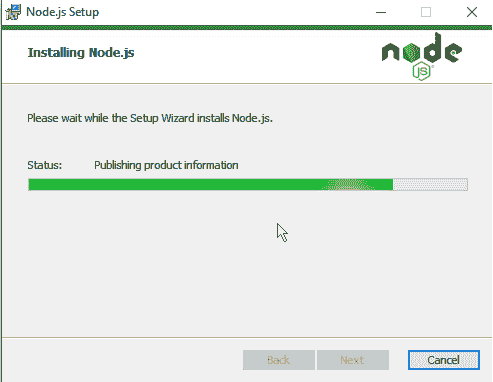 Node.js Setup
Installing Node.js
node
JS
Please wait while the Setup Wizard installs Node.js.
Status: Publishing product information
Back Next Cancel